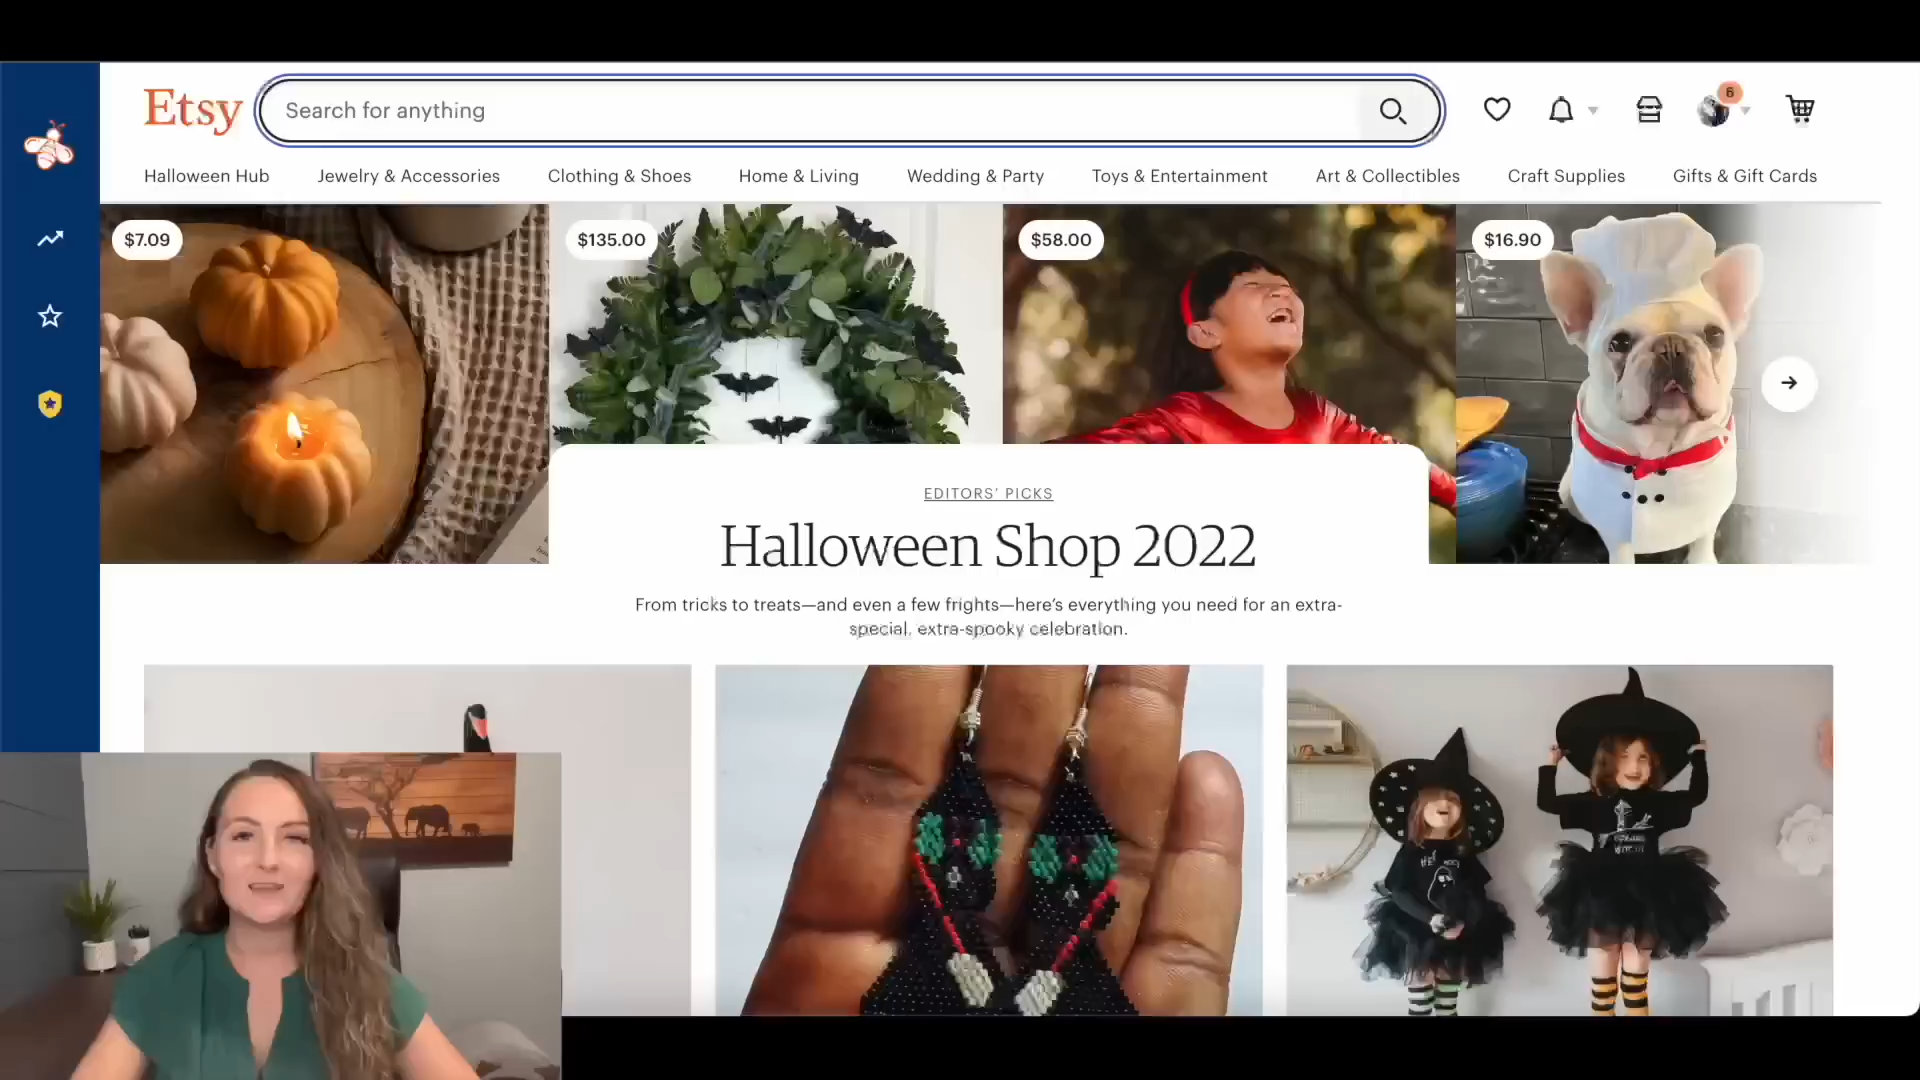 Etsy
Search for anything
6
Halloween Hub
Jewelry & Accessories
Clothing & Shoes
Home & Living
Wedding & Party
Toys & Entertainment
Art & Collectibles
Craft Supplies
Gifts & Gift Cards
$7.09
$135.00
$58.00
$16.90
EDITORS' PICKS
Halloween Shop 2022
From tricks to treats—and even a few frights—here's everything you need for an extra-
special, extra-spooky celebration.